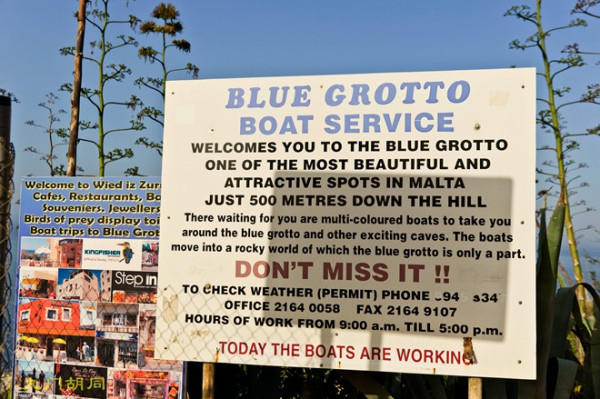 BLUE GROTTO
BOAT SERVICE
WELCOMES YOU TO THE BLUE GROTTO
ONE OF THE MOST BEAUTIFUL AND
ATTRACTIVE SPOTS IN MALTA
JUST 500 METRES DOWN THE HILL
There waiting for you are multi-coloured boats to take you
around the blue grotto and other exciting caves. The boats
move into a rocky world of which the blue grotto is only a part.
DON'T MISS IT !!
TO CHECK WEATHER (PERMIT) PHONE
OFFICE 2164 0058 FAX 2164 9107
HOURS OF WORK FROM 9:00 a.m. TILL 5:00 p.m.
TODAY THE BOATS ARE WORKING
Welcome to Wied iz Zur
Cafes, Restaurants, Ba
Souveniers, Jewellers
Birds of prey display to
Boat trips to Blue Grot
KINGFISHER
Step in
胡同